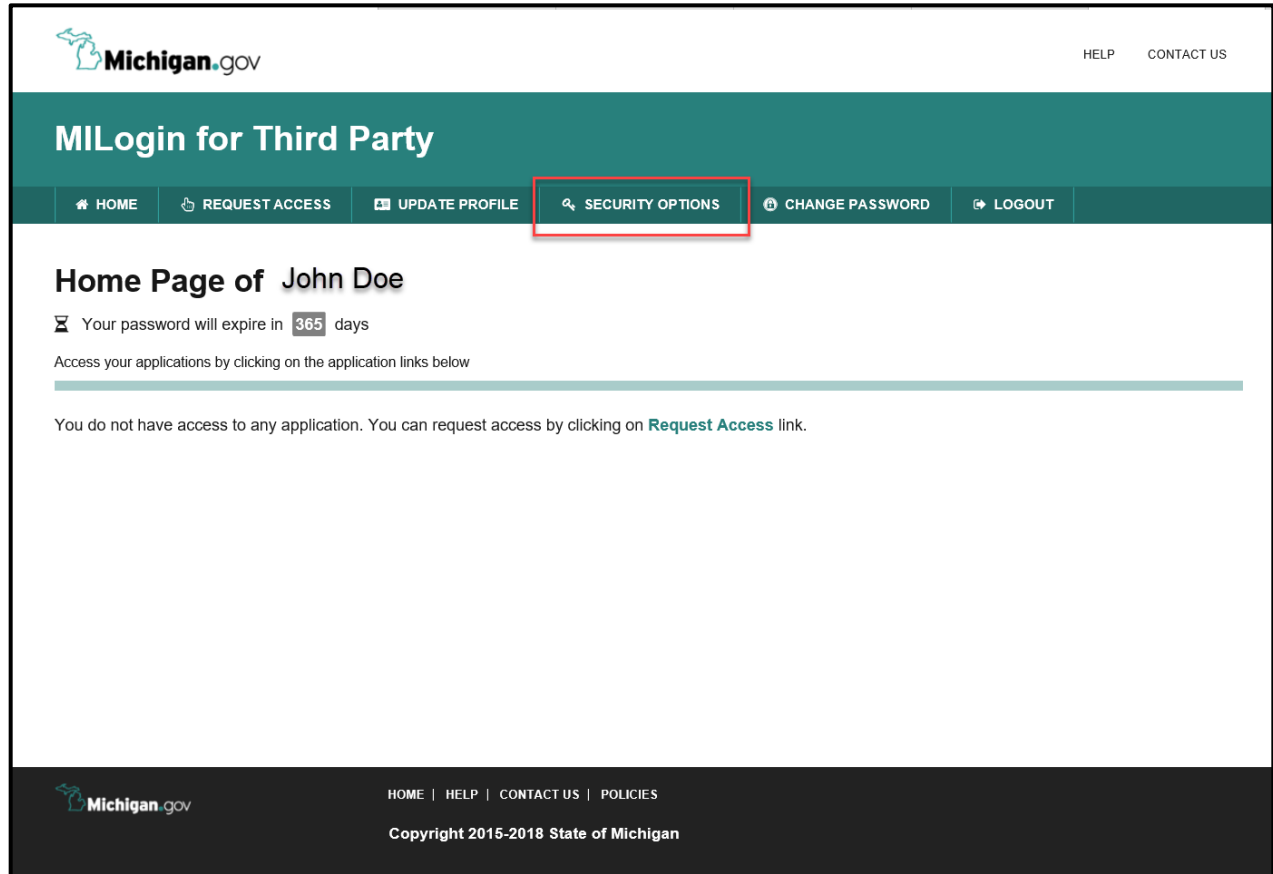 Michigan.gov
HELP CONTACT US
MILogin for Third Party
HOME REQUEST ACCESS UPDATE PROFILE SECURITY OPTIONS CHANGE PASSWORD LOGOUT
Home Page of John Doe
Your password will expire in 365 days
Access your applications by clicking on the application links below
You do not have access to any application. You can request access by clicking on Request Access link.
Michigan.gov
HOME | HELP | CONTACT US | POLICIES
Copyright 2015-2018 State of Michigan